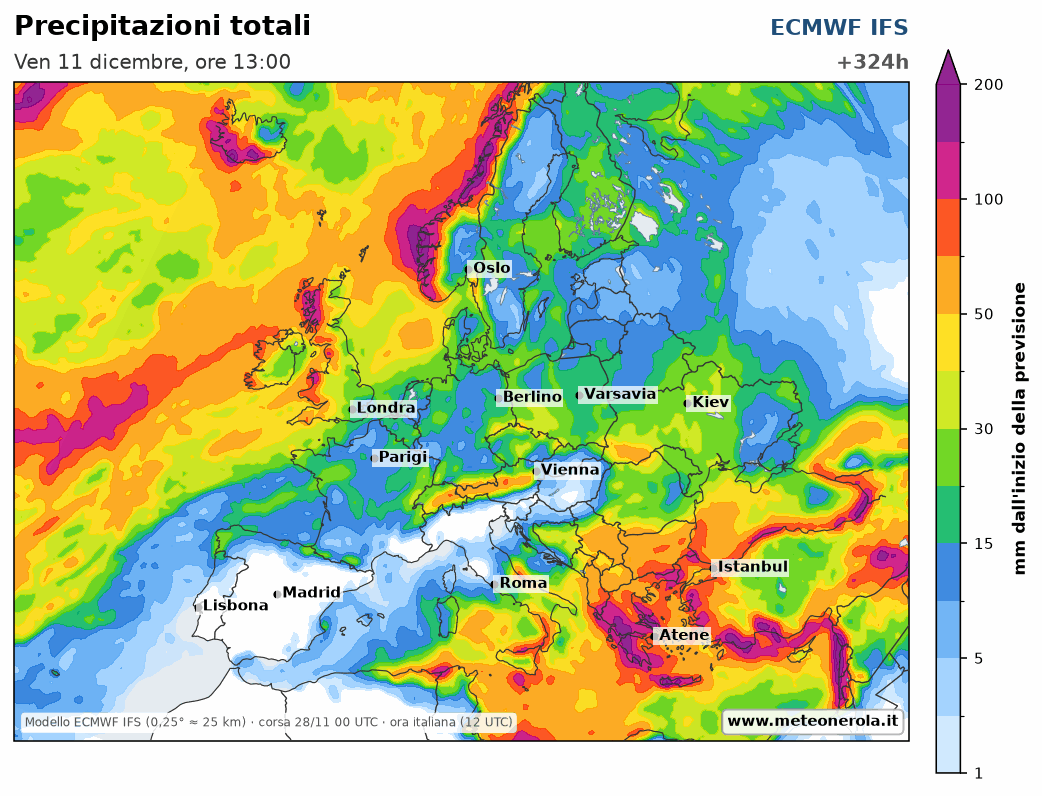 Precipitazioni totali
ECMWF IFS
Ven 11 dicembre, ore 13:00
+324h
200
100
50
30
15
5
1
mm dall'inizio della previsione
Oslo
Berlino
Varsavia
Kiev
Londra
Parigi
Vienna
Istanbul
Roma
Madrid
Lisbona
Atene
Modello ECMWF IFS (0,25° ≈ 25 km) · corsa 28/11 00 UTC · ora italiana (12 UTC)
www.meteonerola.it